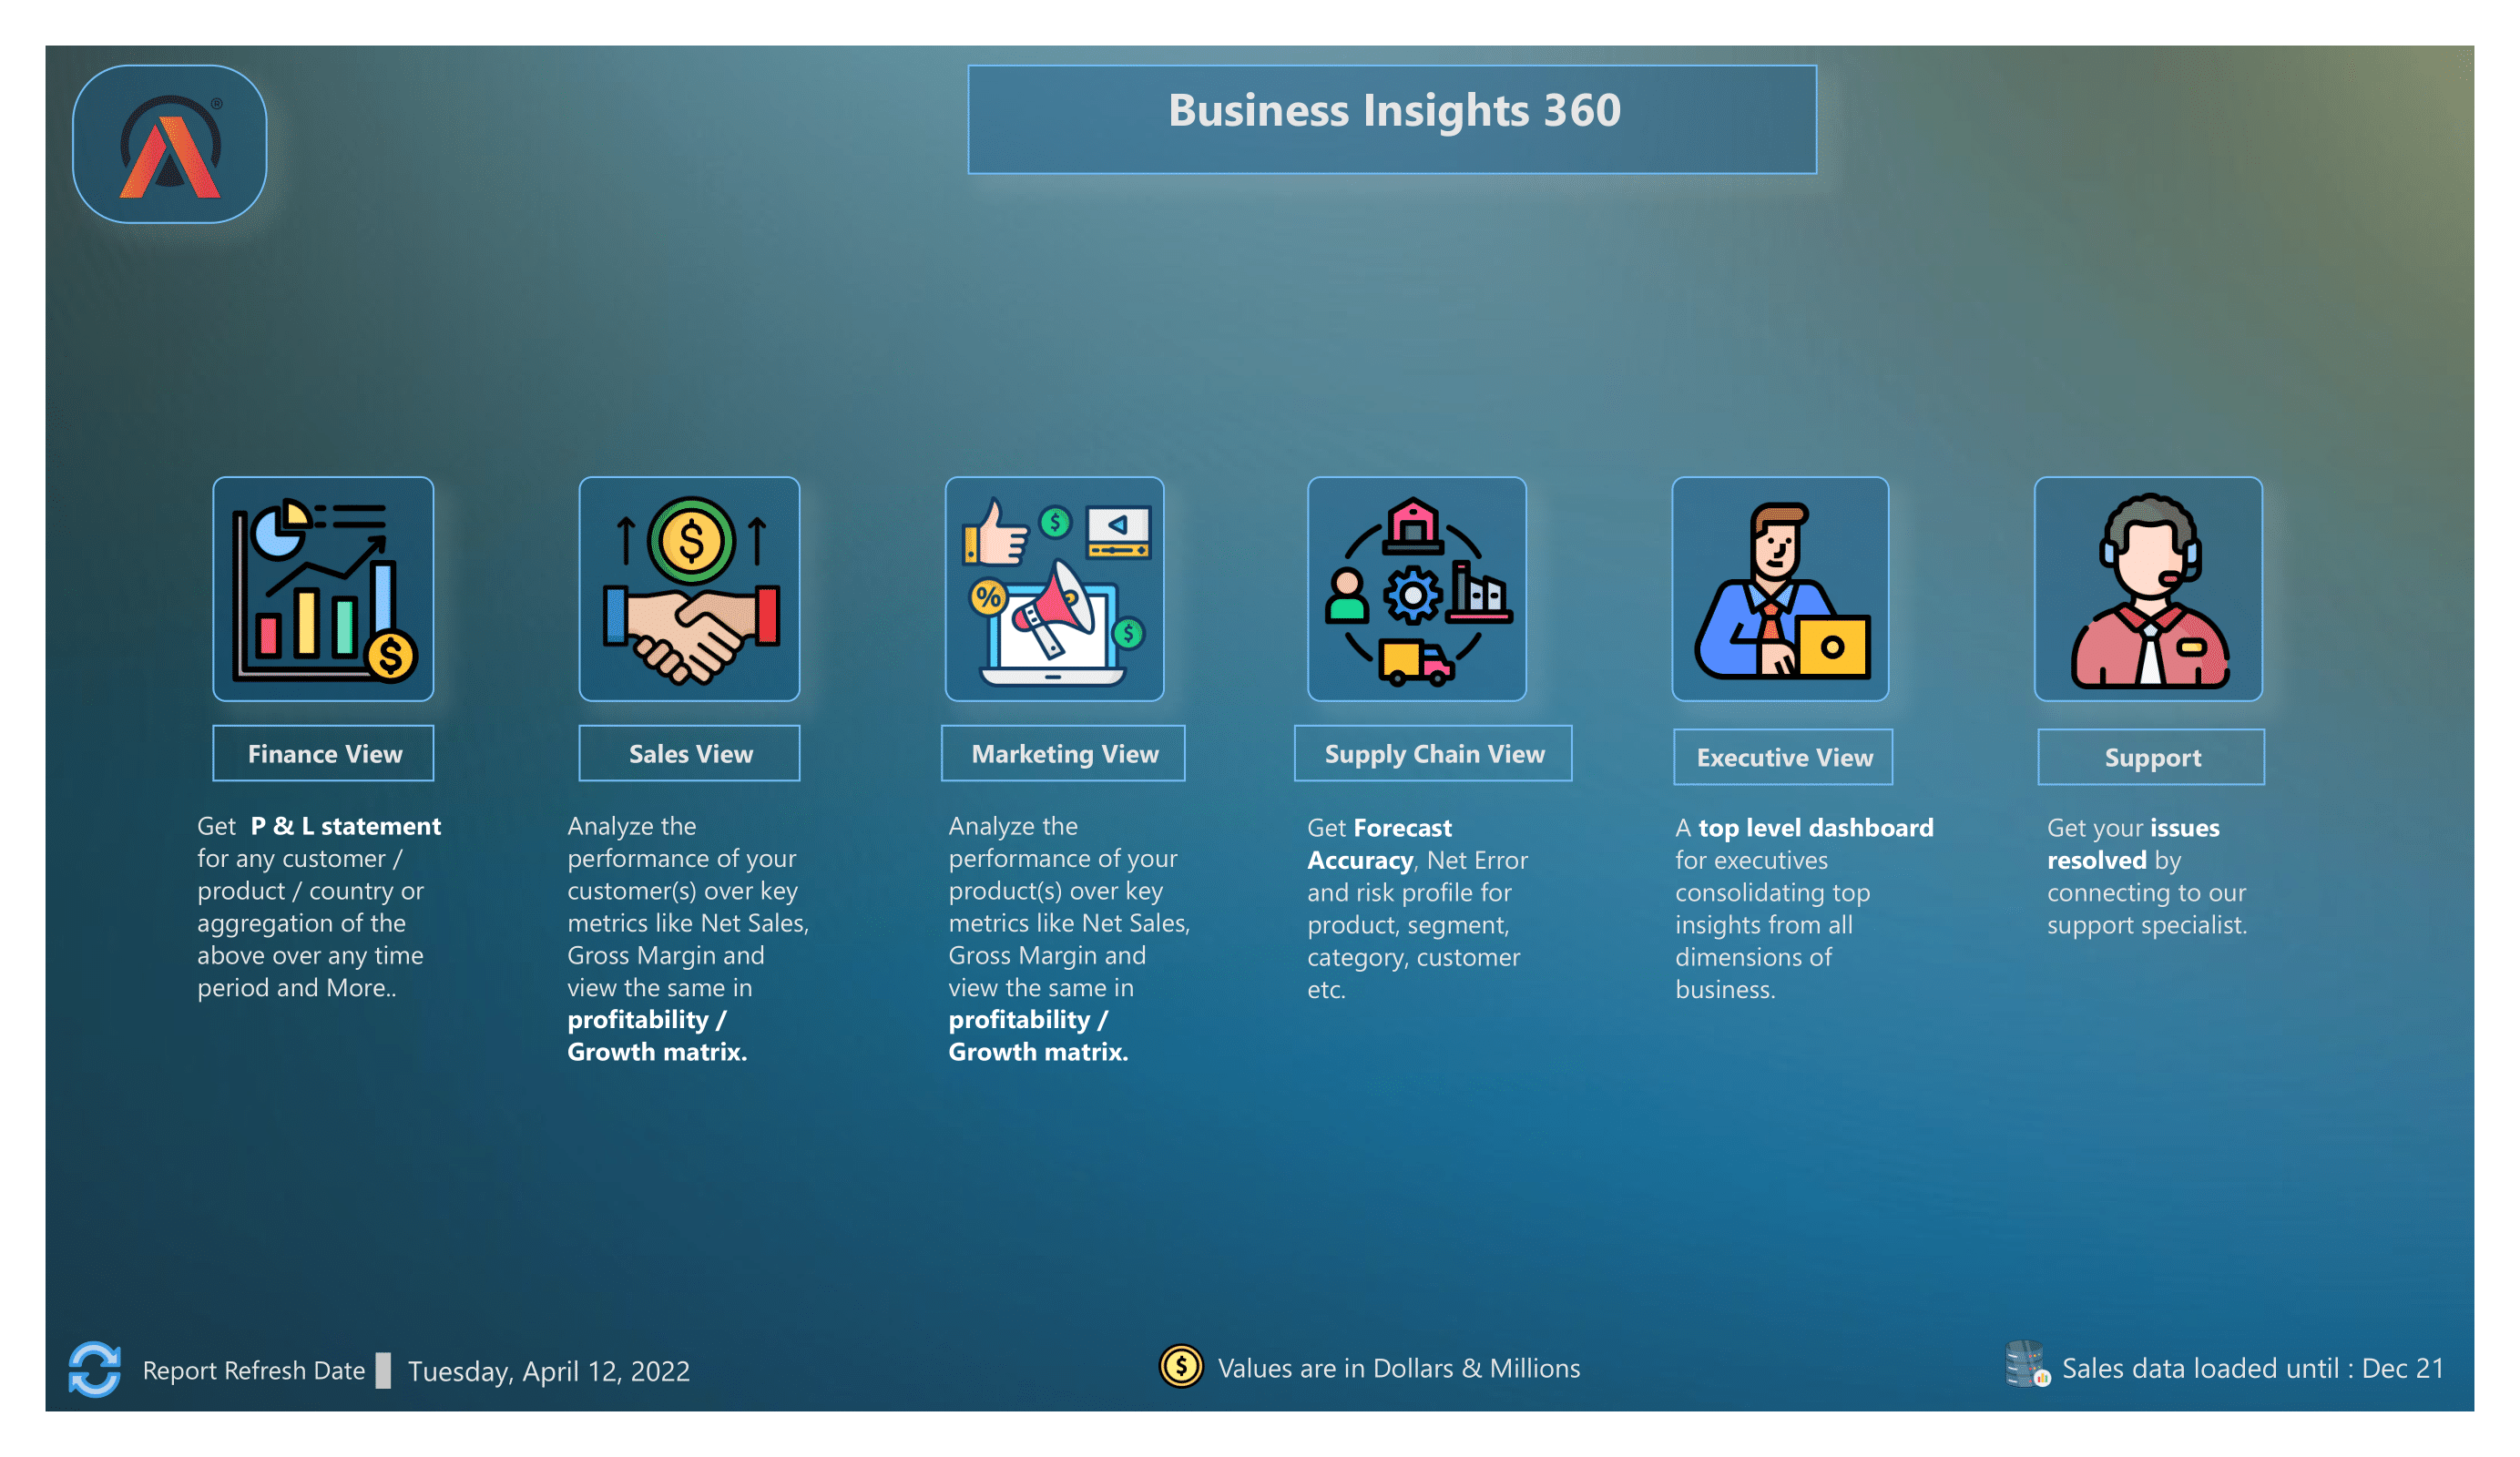 ®
Business Insights 360
Finance View
Get P & L statement
for any customer /
product / country or
aggregation of the
above over any time
period and More..
Sales View
Analyze the
performance of your
customer(s) over key
metrics like Net Sales,
Gross Margin and
view the same in
profitability /
Growth matrix.
Marketing View
Analyze the
performance of your
product(s) over key
metrics like Net Sales,
Gross Margin and
view the same in
profitability /
Growth matrix.
Supply Chain View
Get Forecast
Accuracy, Net Error
and risk profile for
product, segment,
category, customer
etc.
Executive View
A top level dashboard
for executives
consolidating top
insights from all
dimensions of
business.
Support
Get your issues
resolved by
connecting to our
support specialist.
Report Refresh Date
Tuesday, April 12, 2022
Values are in Dollars & Millions
Sales data loaded until : Dec 21